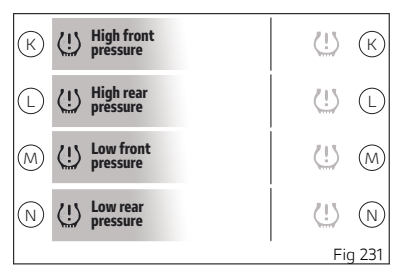 K High front
pressure K
L High rear
pressure L
M Low front
pressure M
N Low rear
pressure N
Fig 231